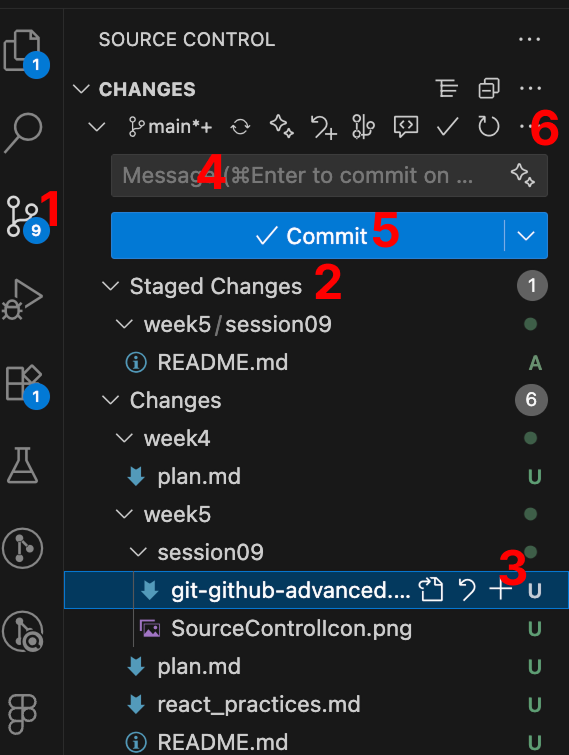 SOURCE CONTROL
1
CHANGES
main*+
6
Message (⌘Enter to commit on ...
4
1
9
Commit
5
Staged Changes
2
1
week5/session09
README.md
A
Changes
6
1
week4
plan.md
U
week5
session09
3
git-github-advanced....
U
SourceControlIcon.png
U
plan.md
U
react_practices.md
U
README.md
U